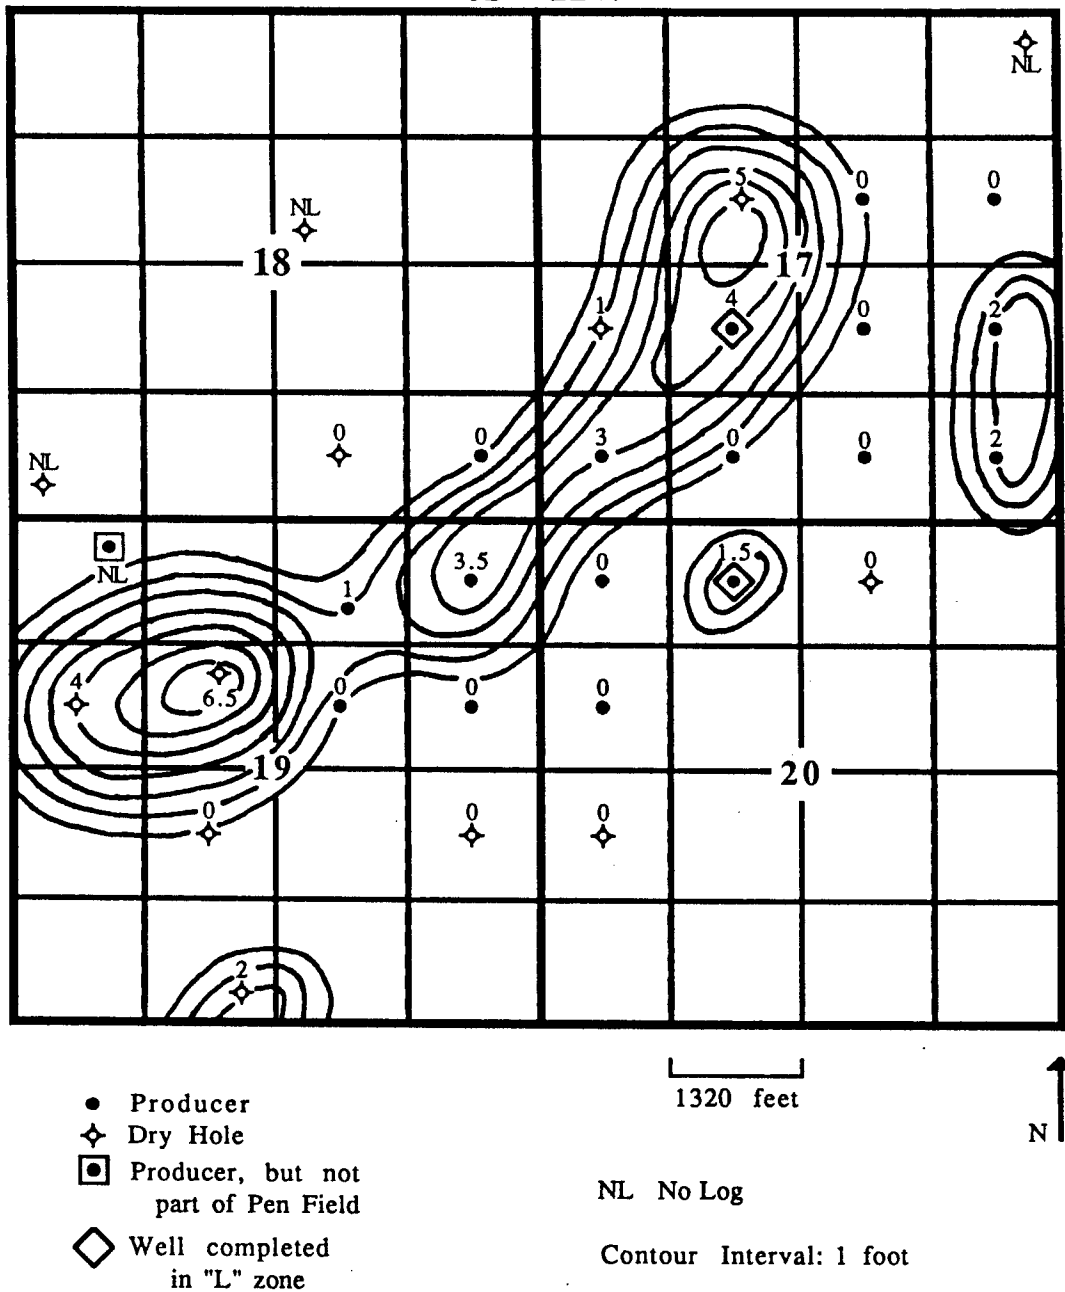 NL
5
0
0
NL
18
17
2
1
4
0
0
0
3
0
0
2
NL
3.5
0
1.5
0
NL
1
4
6.5
0
0
0
19
20
0
0
0
2
1320 feet
N
Producer
Dry Hole
Producer, but not
part of Pen Field
Well completed
in "L" zone
NL No Log
Contour Interval: 1 foot